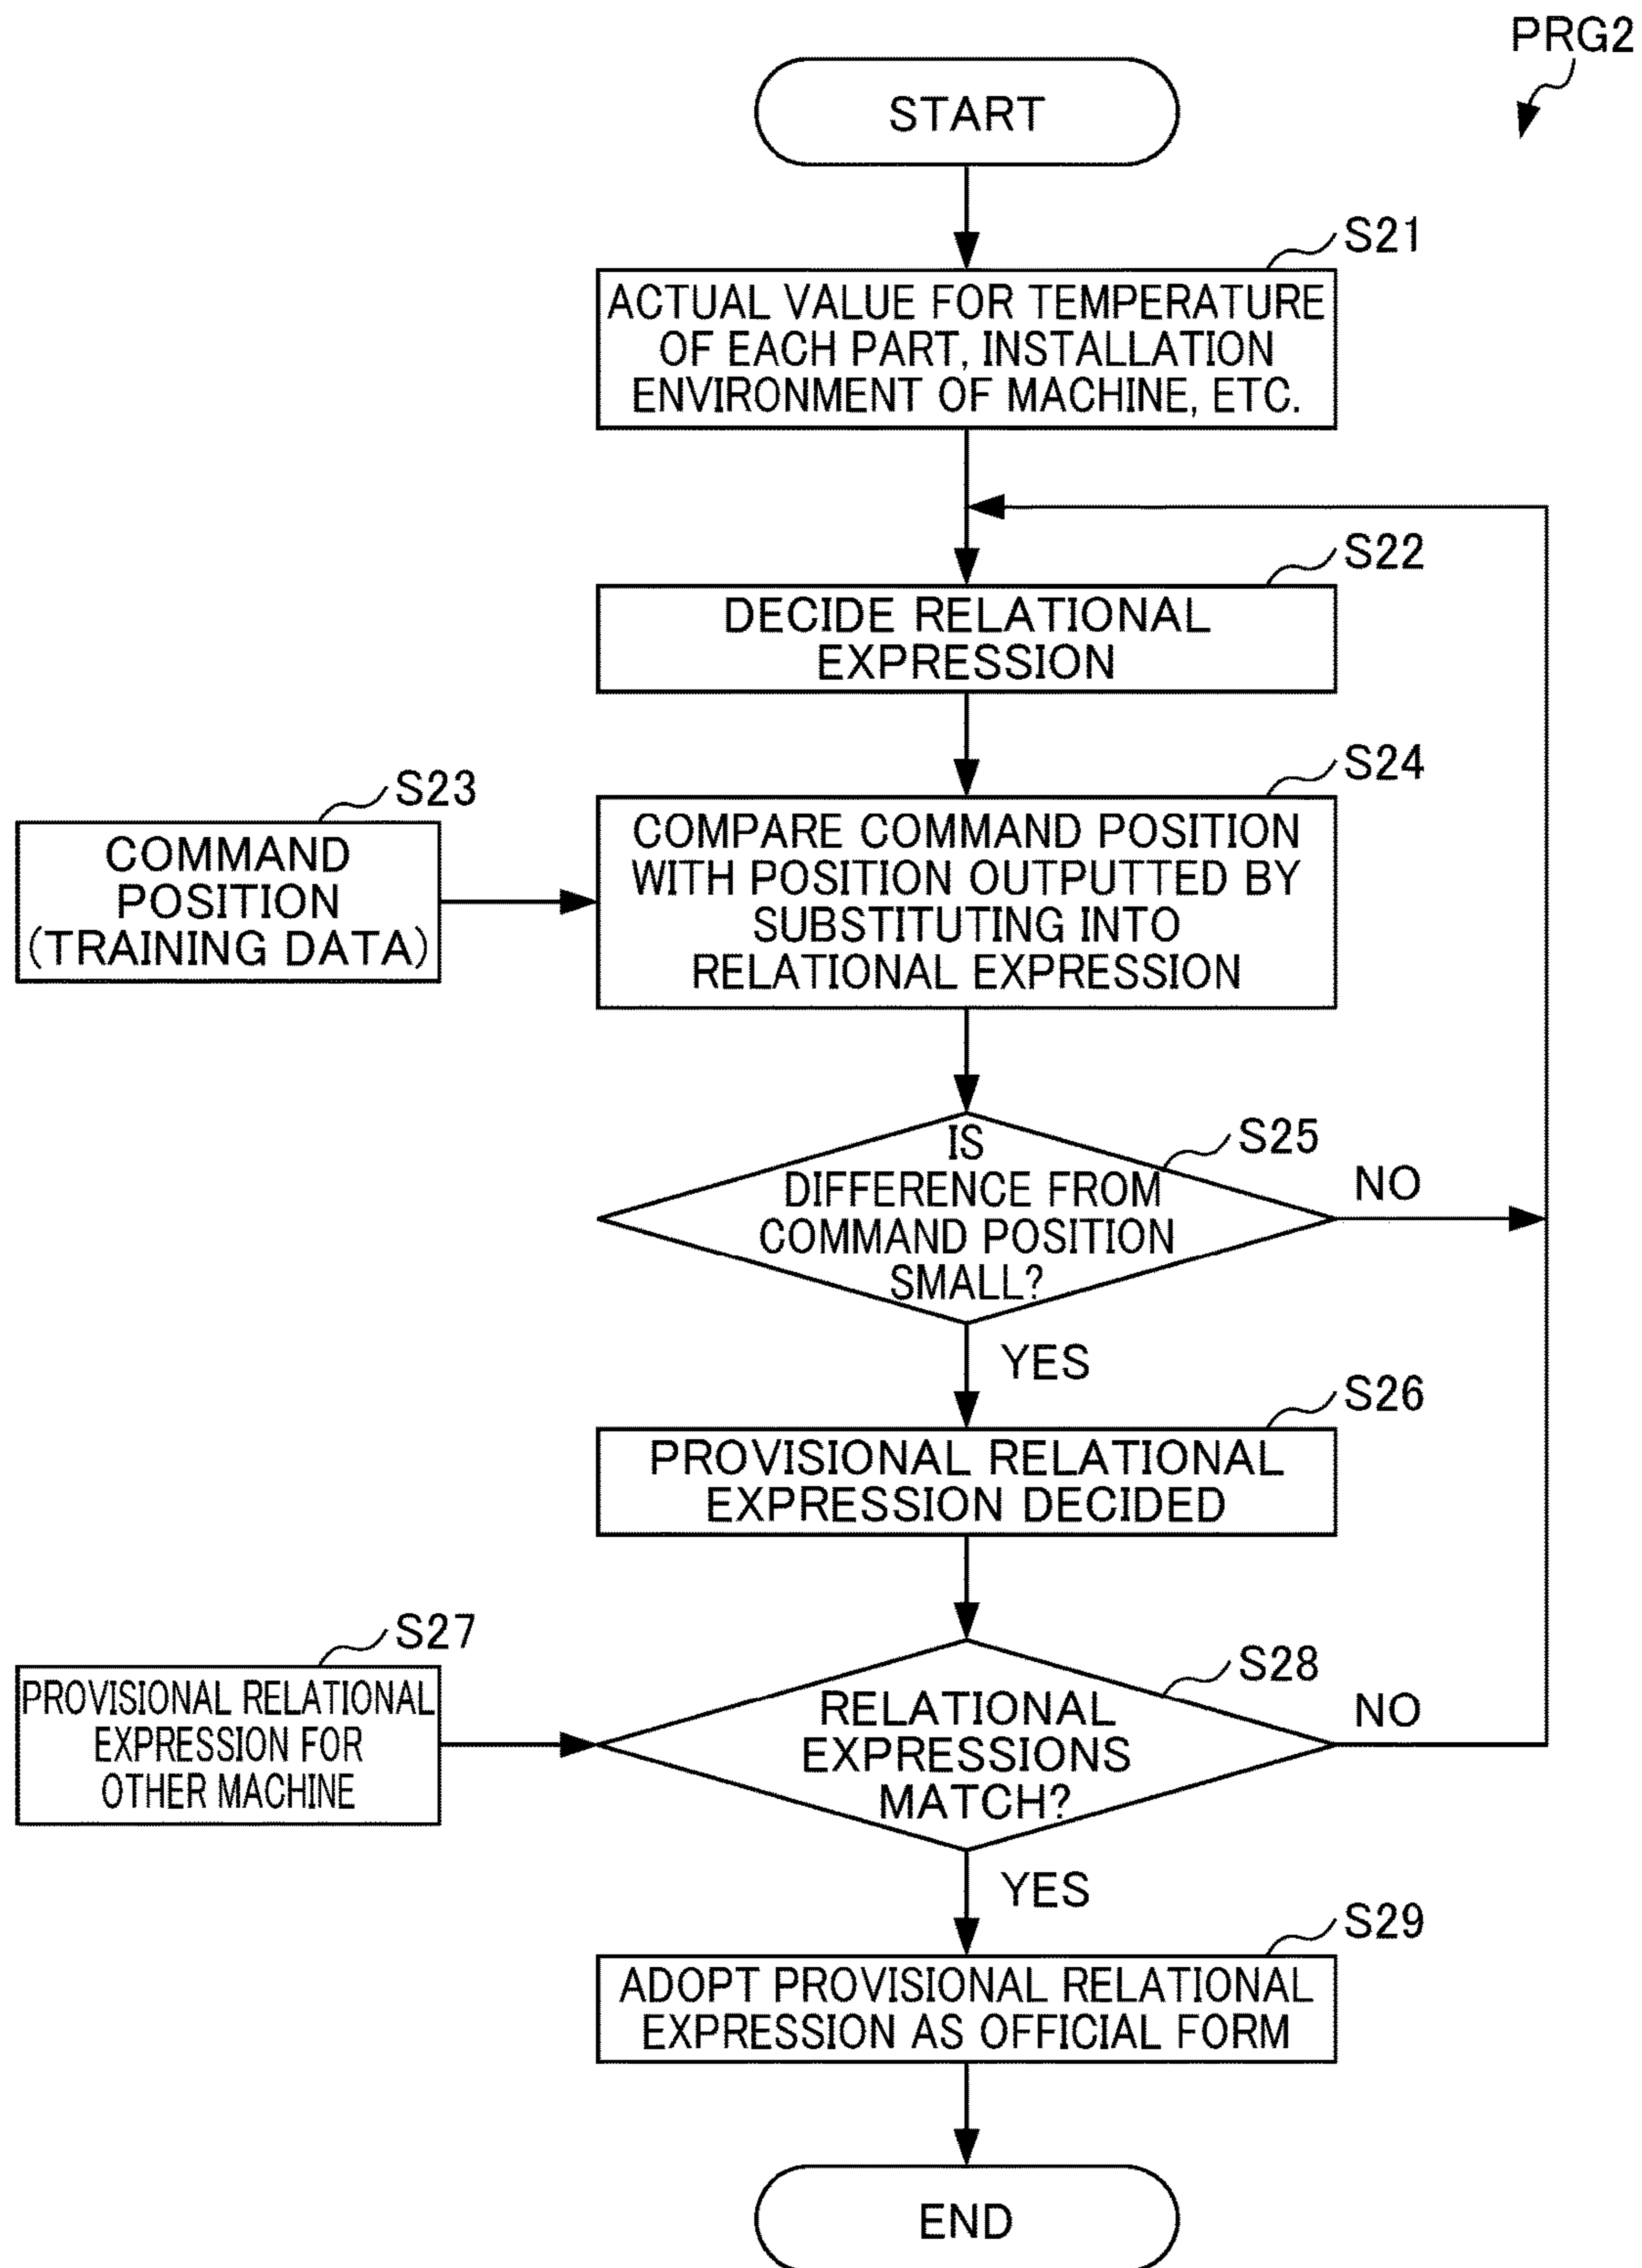 PRG2
START
S21
ACTUAL VALUE FOR TEMPERATURE
OF EACH PART, INSTALLATION
ENVIRONMENT OF MACHINE, ETC.
S22
DECIDE RELATIONAL
EXPRESSION
S23
COMMAND
POSITION
(TRAINING DATA)
S24
COMPARE COMMAND POSITION
WITH POSITION OUTPUTTED BY
SUBSTITUTING INTO
RELATIONAL EXPRESSION
S25
IS
DIFFERENCE FROM
COMMAND POSITION
SMALL?
NO
YES
S26
PROVISIONAL RELATIONAL
EXPRESSION DECIDED
S27
PROVISIONAL RELATIONAL
EXPRESSION FOR
OTHER MACHINE
S28
RELATIONAL
EXPRESSIONS
MATCH?
NO
YES
S29
ADOPT PROVISIONAL RELATIONAL
EXPRESSION AS OFFICIAL FORM
END